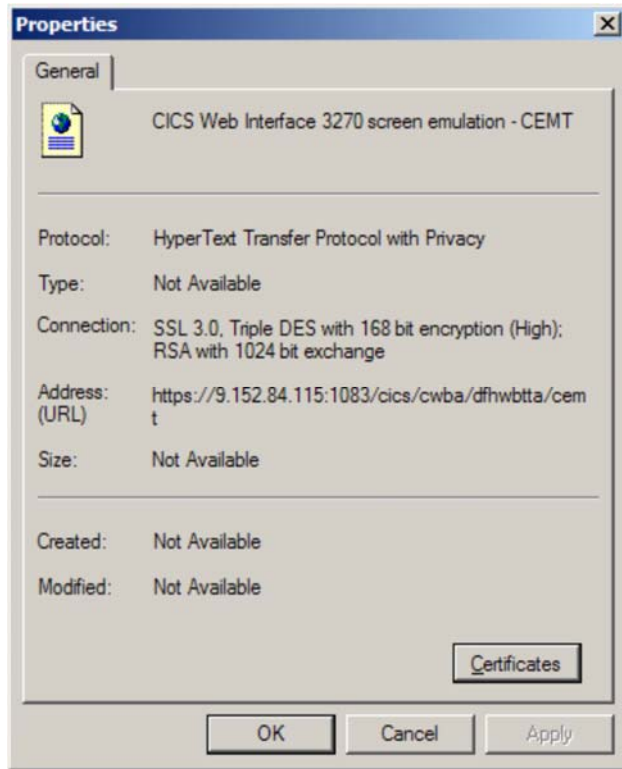 Properties
General
CICS Web Interface 3270 screen emulation - CEMT
Protocol: HyperText Transfer Protocol with Privacy
Type: Not Available
Connection: SSL 3.0, Triple DES with 168 bit encryption (High);
RSA with 1024 bit exchange
Address: https://9.152.84.115:1083/cics/cwba/dfhwbtta/cem
(URL) t
Size: Not Available
Created: Not Available
Modified: Not Available
Certificates
OK Cancel Apply